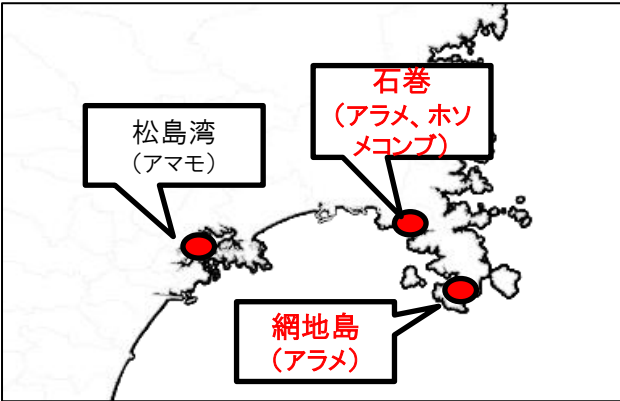 石巻
（アラメ、ホソ
メコンブ）
松島湾
（アマモ）
網地島
（アラメ）